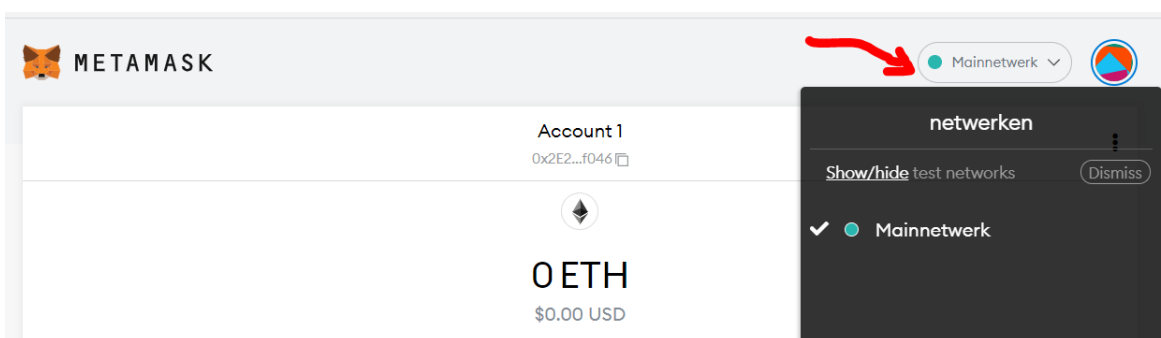 METAMASK
Mainnetwerk
Account 1
0x2E2...f046
0 ETH
$0.00 USD
netwerken
Show/hide test networks
Dismiss
Mainnetwerk